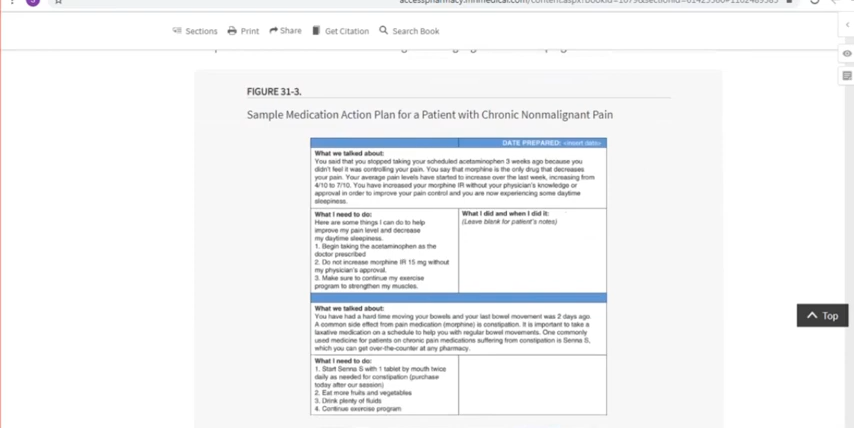 Sections Print Share Get Citation Search Book
FIGURE 31-3.
Sample Medication Action Plan for a Patient with Chronic Nonmalignant Pain
DATE PREPARED: <insert date>
What we talked about:
You said that you stopped taking your scheduled acetaminophen 3 weeks ago because you
didn't feel it was controlling your pain. You say that morphine is the only drug that decreases
your pain. Your average pain levels have started to increase over the last week, increasing from
4/10 to 7/10. You have increased your morphine IR without your physician's knowledge or
approval in order to improve your pain control and you are now experiencing some daytime
sleepiness.
What I need to do:
Here are some things I can do to help
improve my pain level and decrease
my daytime sleepiness.
1. Begin taking the acetaminophen as the
doctor prescribed
2. Do not increase morphine IR 15 mg without
my physician's approval.
3. Make sure to continue my exercise
program to strengthen my muscles.
What I did and when I did it:
(Leave blank for patient's notes)
What we talked about:
You have had a hard time moving your bowels and your last bowel movement was 2 days ago.
A common side effect from pain medication (morphine) is constipation. It is important to take a
laxative medication on a schedule to help you with regular bowel movements. One commonly
used medicine for patients on chronic pain medications suffering from constipation is Senna S,
which you can get over-the-counter at any pharmacy.
What I need to do:
1. Start Senna S with 1 tablet by mouth twice
daily as needed for constipation (purchase
today after our session)
2. Eat more fruits and vegetables
3. Drink plenty of fluids
4. Continue exercise program
Top